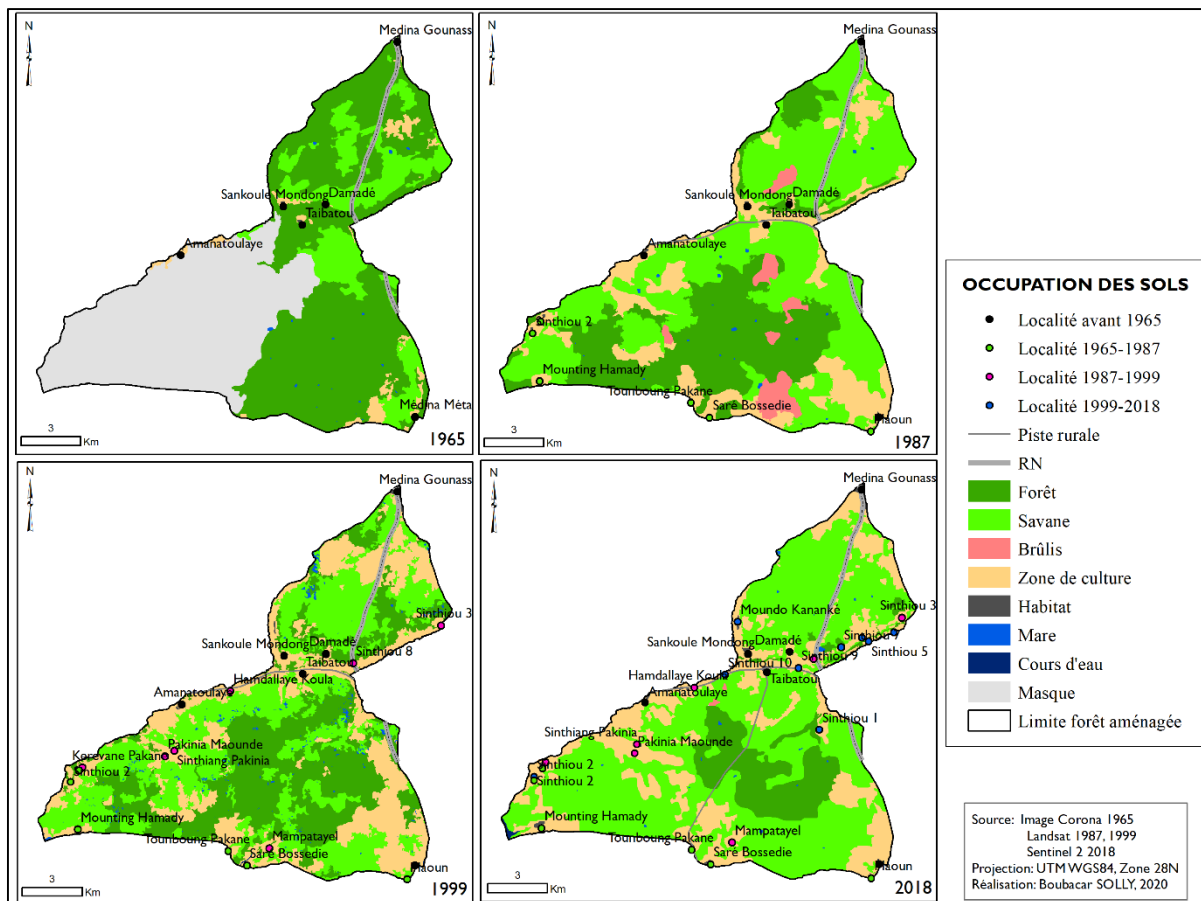 N
Medina Gounass
Sankoule Mondong
Damadé
Taibatou
Amanatoulaye
Médina Méta
3
Km
1965
N
Medina Gounass
Sankoule Mondong
Damadé
Taibatou
Amanatoulaye
Sinthiou 2
Mounting Hamady
Tounboung Pakane
Saré Bossedie
Maoun
3
Km
1987
N
Medina Gounass
Sinthiou 3
Sankoule Mondong
Damadé
Sinthiou 8
Taibatou
Hamdallaye Koula
Amanatoulaye
Pakinia Maounde
Korevane Pakane
Sinthiang Pakinia
Sinthiou 2
Mounting Hamady
Tounboung Pakane
Mampatayel
Saré Bossedie
Maoun
3
Km
1999
N
Medina Gounass
Sinthiou 3
Moundo Kananké
Sinthiou
Sankoule Mondong
Damadé
Sinthiou 5
Sinthiou 9
Sinthiou 10
Hamdallaye Koula
Taibatou
Amanatoulaye
Sinthiou 1
Sinthiang Pakinia
Pakinia Maounde
Sinthiou 2
Sinthiou 2
Mounting Hamady
Tounboung Pakane
Mampatayel
Saré Bossedie
Maoun
3
Km
2018
OCCUPATION DES SOLS
Localité avant 1965
Localité 1965-1987
Localité 1987-1999
Localité 1999-2018
Piste rurale
RN
Forêt
Savane
Brûlis
Zone de culture
Habitat
Mare
Cours d'eau
Masque
Limite forêt aménagée
Source: Image Corona 1965
Landsat 1987, 1999
Sentinel 2 2018
Projection: UTM WGS84, Zone 28N
Réalisation: Boubacar SOLLY, 2020